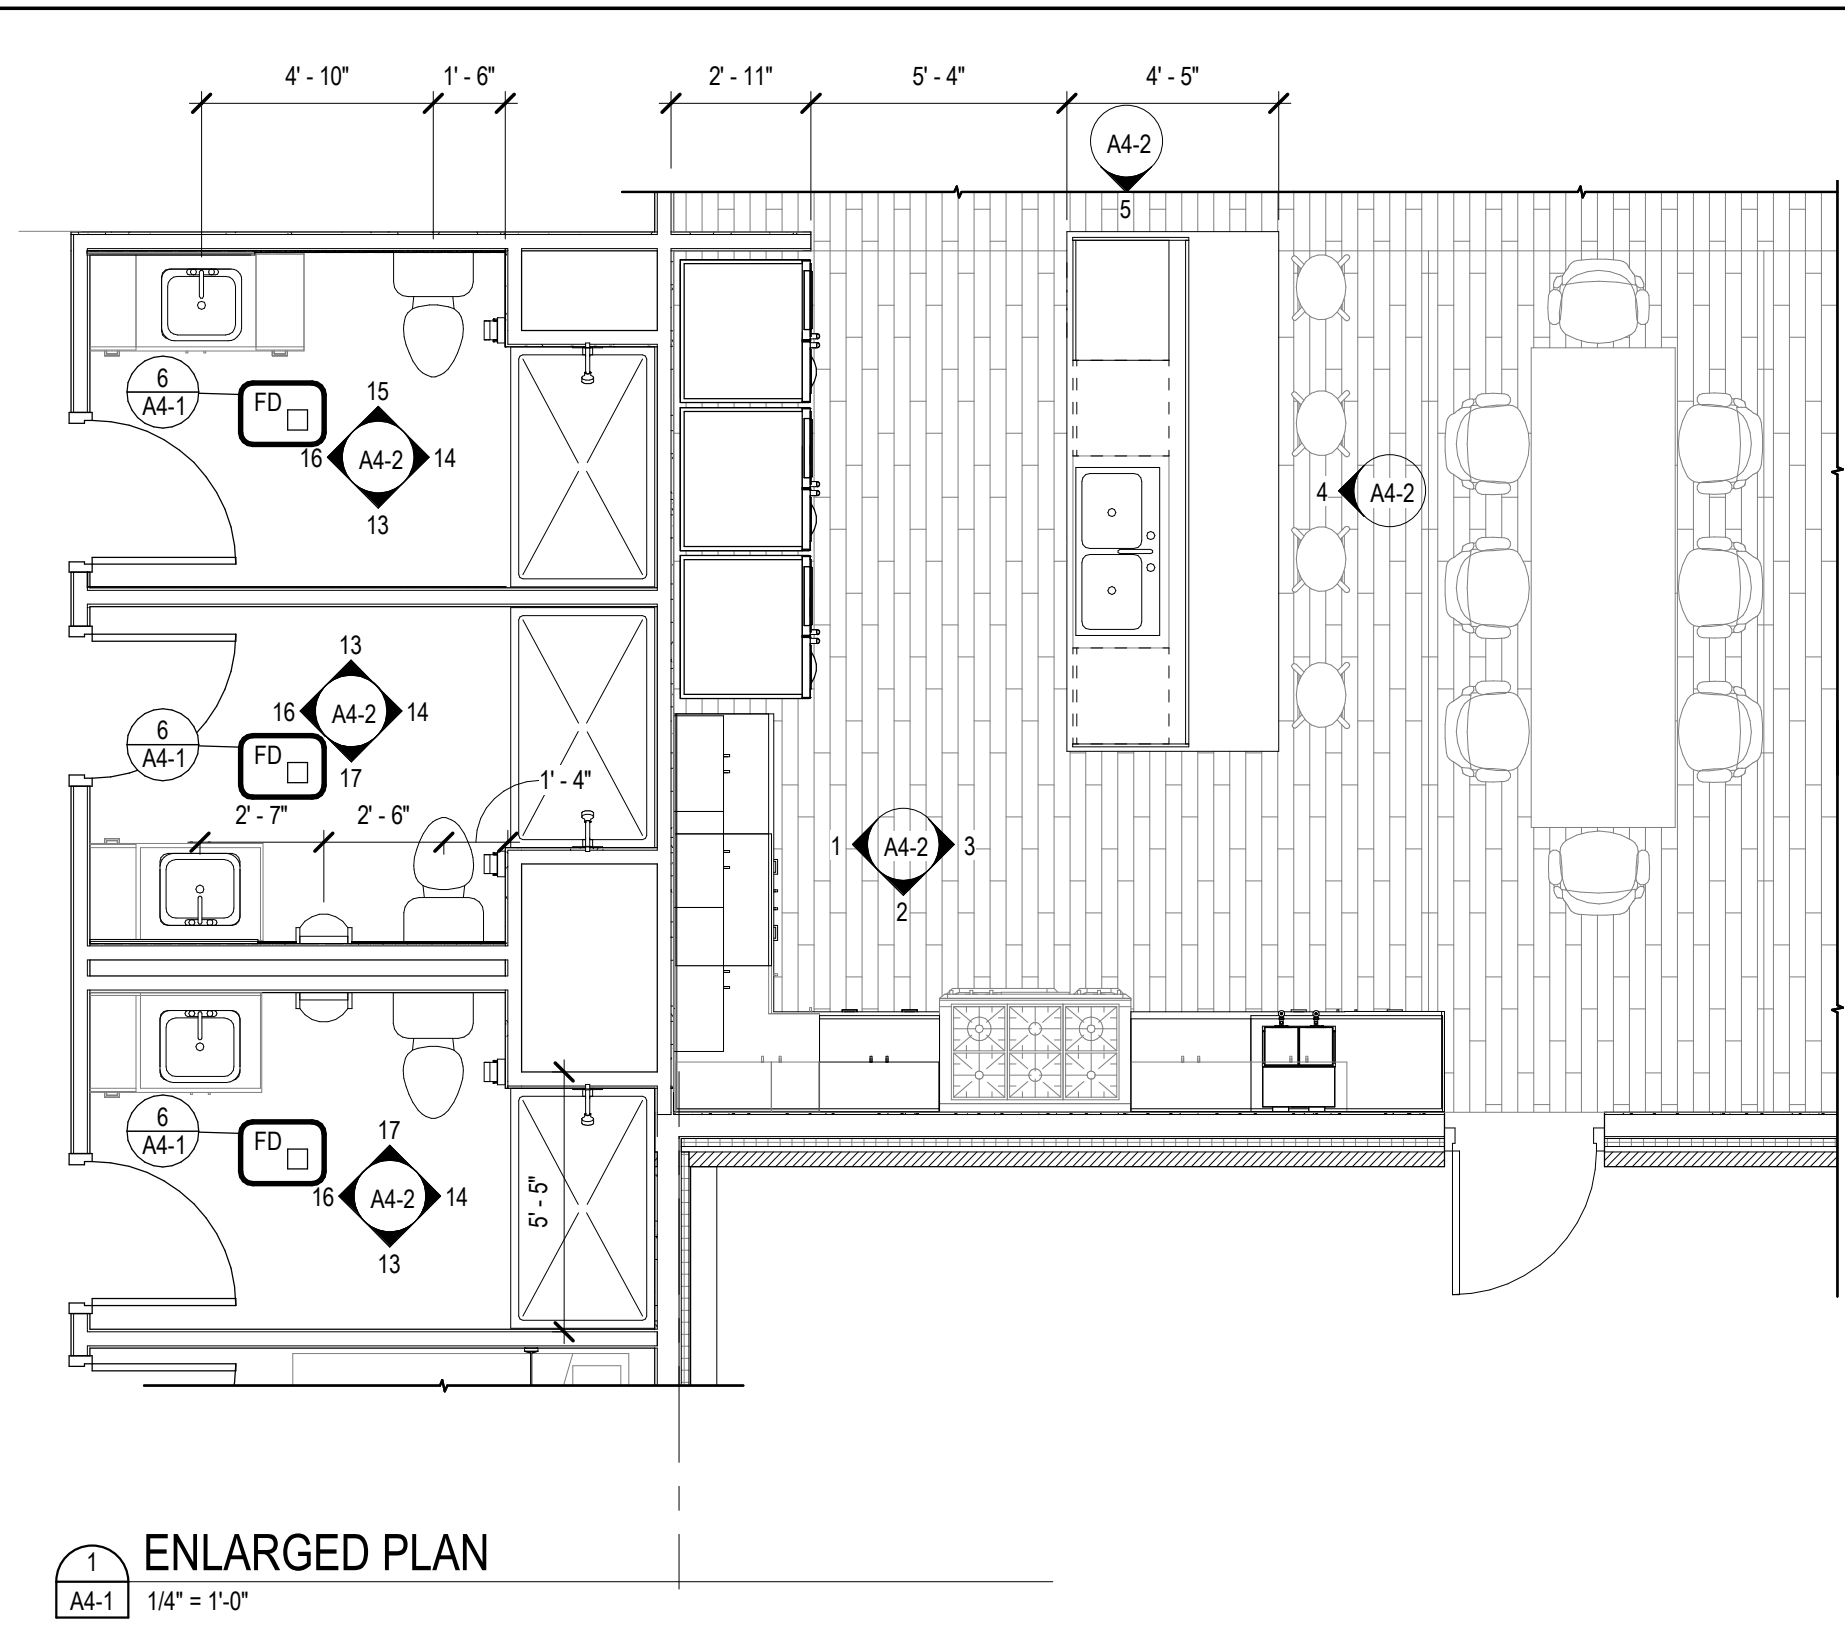 4' - 10" 1' - 6" 2' - 11" 5' - 4" 4' - 5"
A4-2
5
6
A4-1
FD
15
16 A4-2 14
13
4 A4-2
13
16 A4-2 14
17
6
A4-1
FD
1' - 4"
2' - 7" 2' - 6"
1 A4-2 3
2
6
A4-1
FD
17
16 A4-2 14
13
5' - 5"
1
A4-1
ENLARGED PLAN
1/4" = 1'-0"